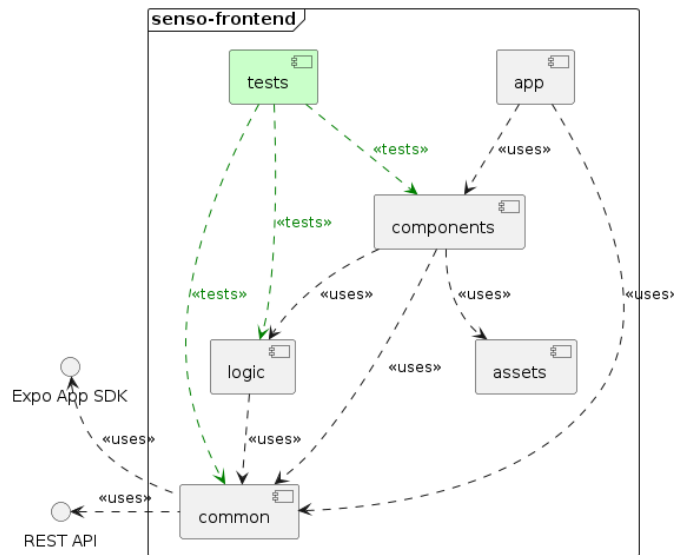 senso-frontend
tests
app
«tests»
«uses»
«tests»
components
«tests»
«uses»
«uses»
«uses»
«uses»
logic
assets
Expo App SDK
«uses»
«uses»
«uses»
common
REST API